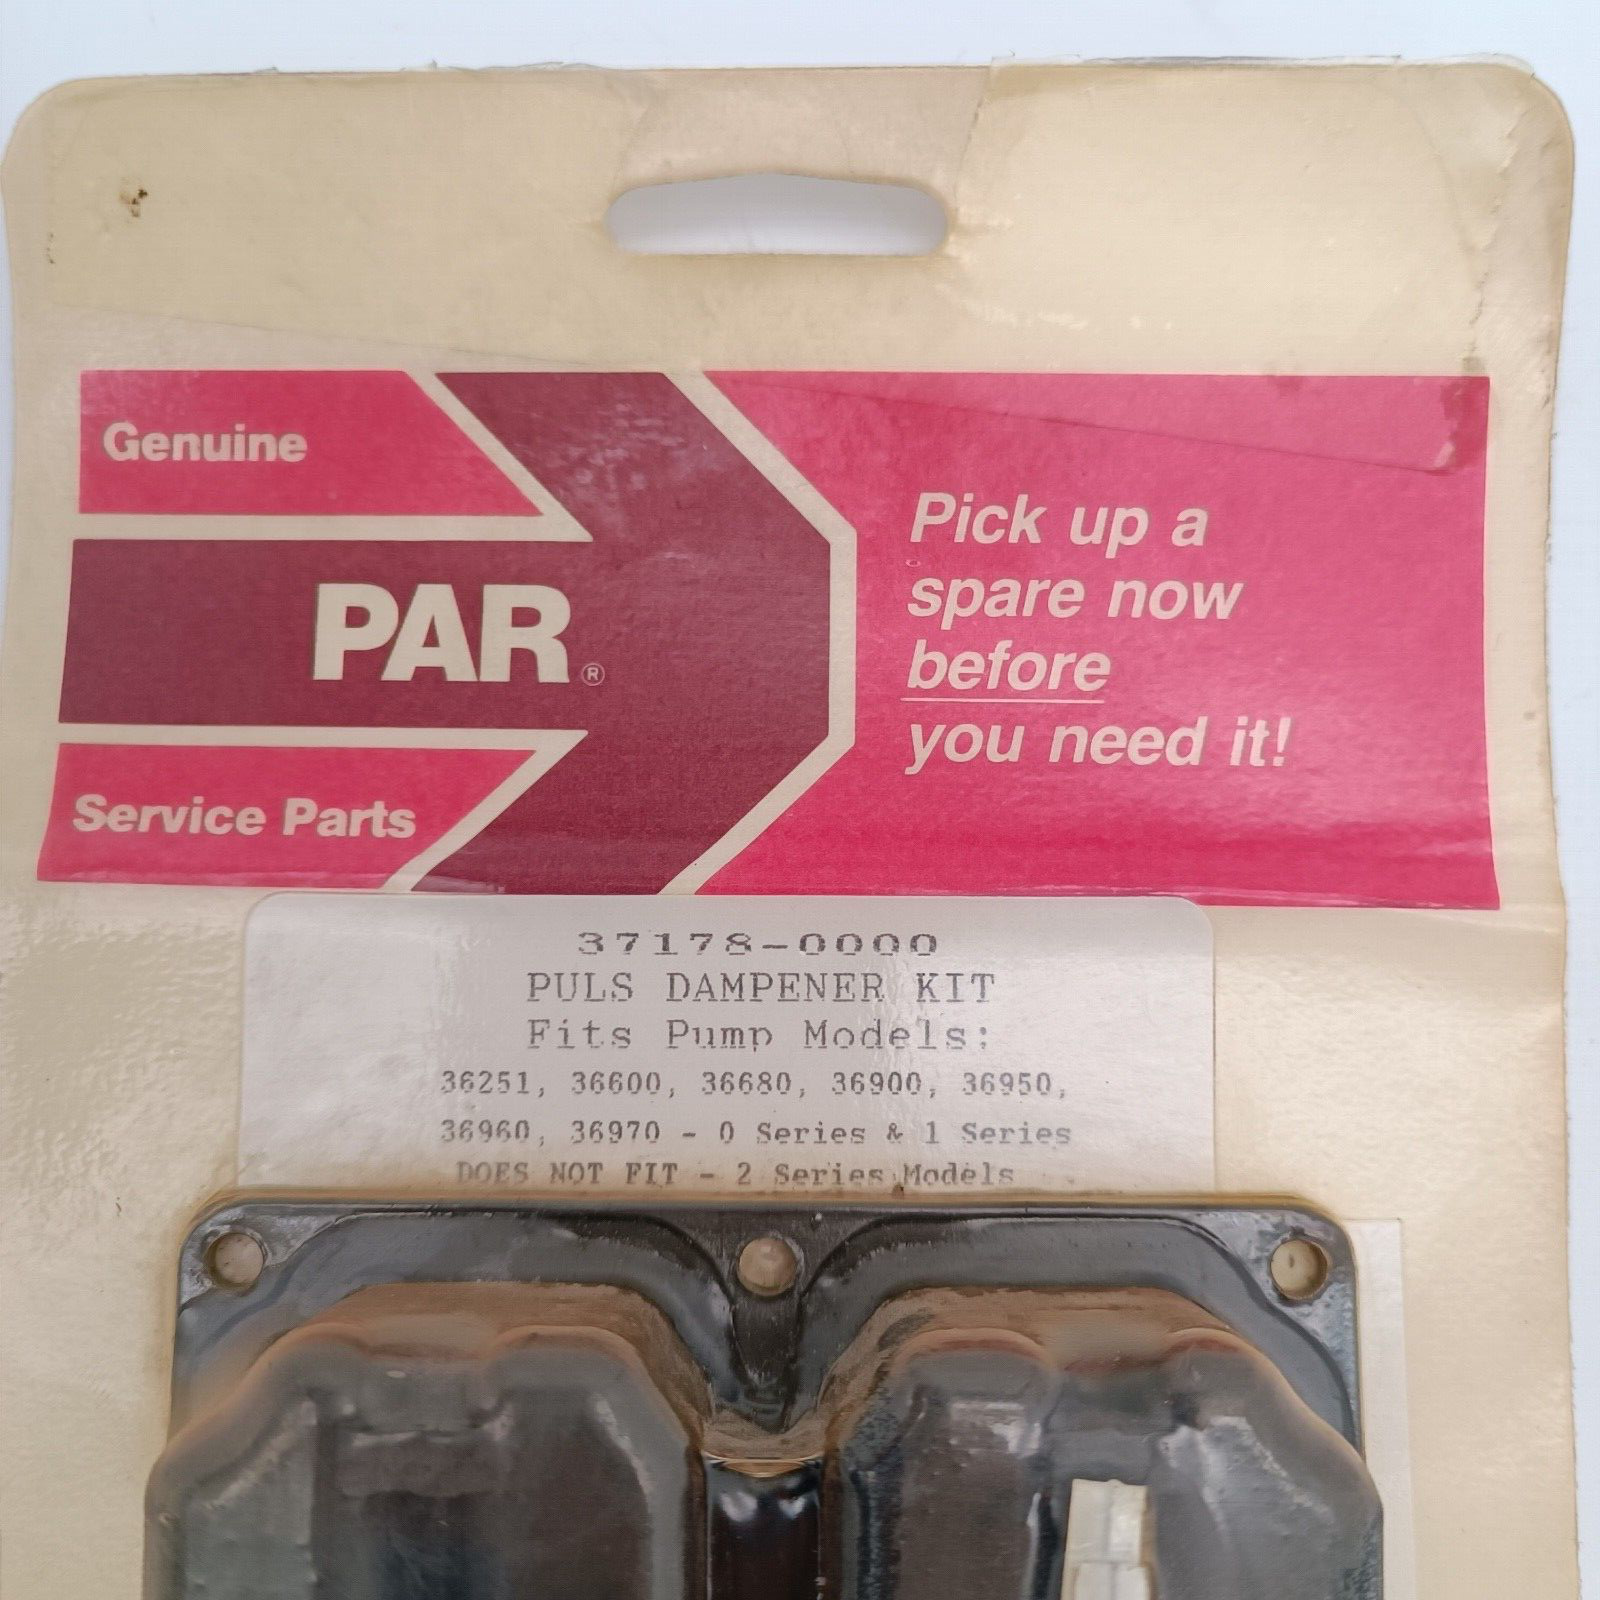 Genuine
PAR®
Service Parts
Pick up a
spare now
before
you need it!
37178-0000
PULS DAMPENER KIT
Fits Pump Models:
36251, 36600, 36680, 36900, 36950,
36960, 36970 - 0 Series & 1 Series
DOES NOT FIT - 2 Series Models